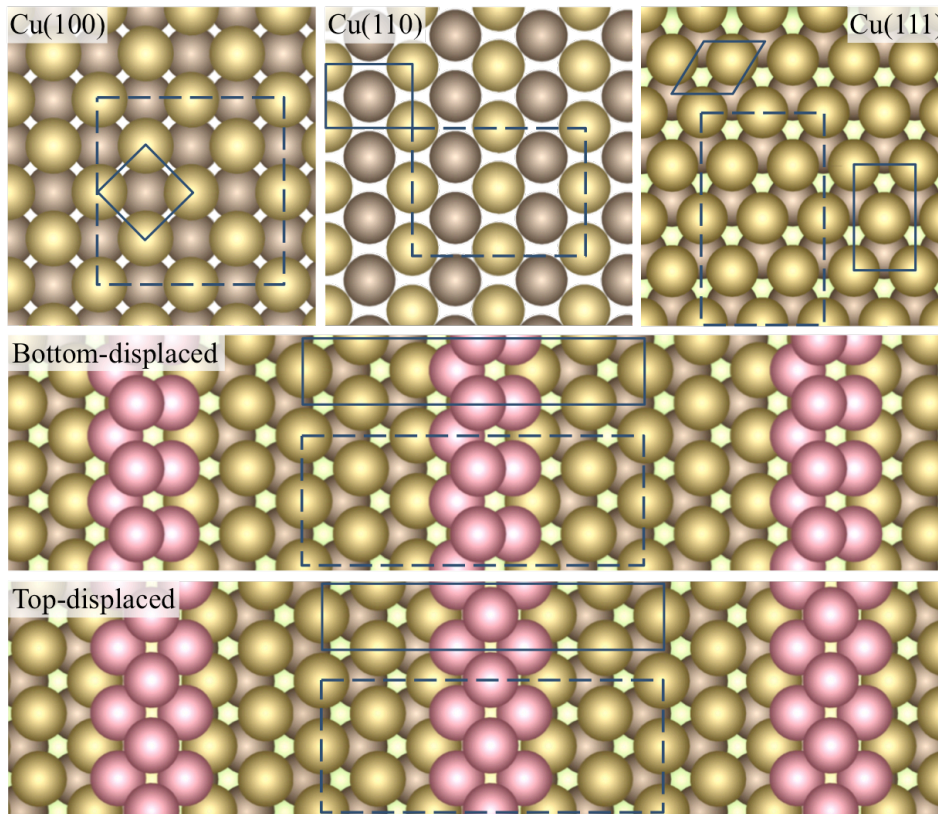 Cu(100)
Cu(110)
Cu(111)
Bottom-displaced
Top-displaced